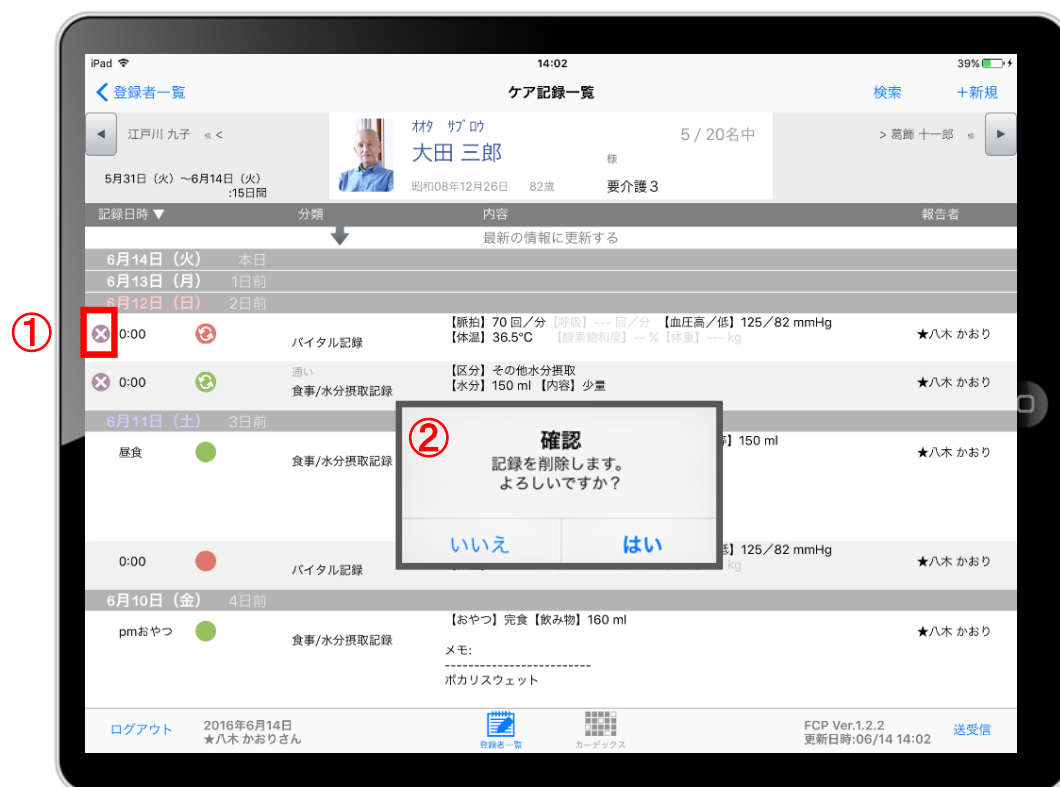 iPad 14:02 39%
登録者一覧 ケア記録一覧 検索 +新規
江戸川 九子 <
オオタ サブロウ
大田 三郎 様
5 / 20名中
> 葛飾 十一郎
5月31日（火）～6月14日（火）
:15日間
昭和08年12月26日 82歳 要介護３
記録日時 ▼ 分類 内容 報告者
最新の情報に更新する
6月14日（火） 本日
6月13日（月） 1日前
6月12日（日） 2日前
①
0:00 バイタル記録 【脈拍】70 回／分【呼吸】--- 回／分 【血圧高／低】125／82 mmHg
【体温】36.5℃ 【酸素飽和度】-- %【体重】--- kg
★八木 かおり
0:00 通い
食事/水分摂取記録
【区分】その他水分摂取
【水分】150 ml 【内容】少量
★八木 かおり
6月11日（土） 3日前
昼食 食事/水分摂取記録 】150 ml ★八木 かおり
②
確認
記録を削除します。
よろしいですか？
いいえ はい
0:00 バイタル記録 】125／82 mmHg
kg
★八木 かおり
6月10日（金） 4日前
pmおやつ 食事/水分摂取記録 【おやつ】完食【飲み物】160 ml ★八木 かおり
メモ:
-------------------------
ポカリスウェット
ログアウト
2016年6月14日
★八木 かおりさん
登録者一覧 カーデックス
FCP Ver.1.2.2
更新日時:06/14 14:02
送受信